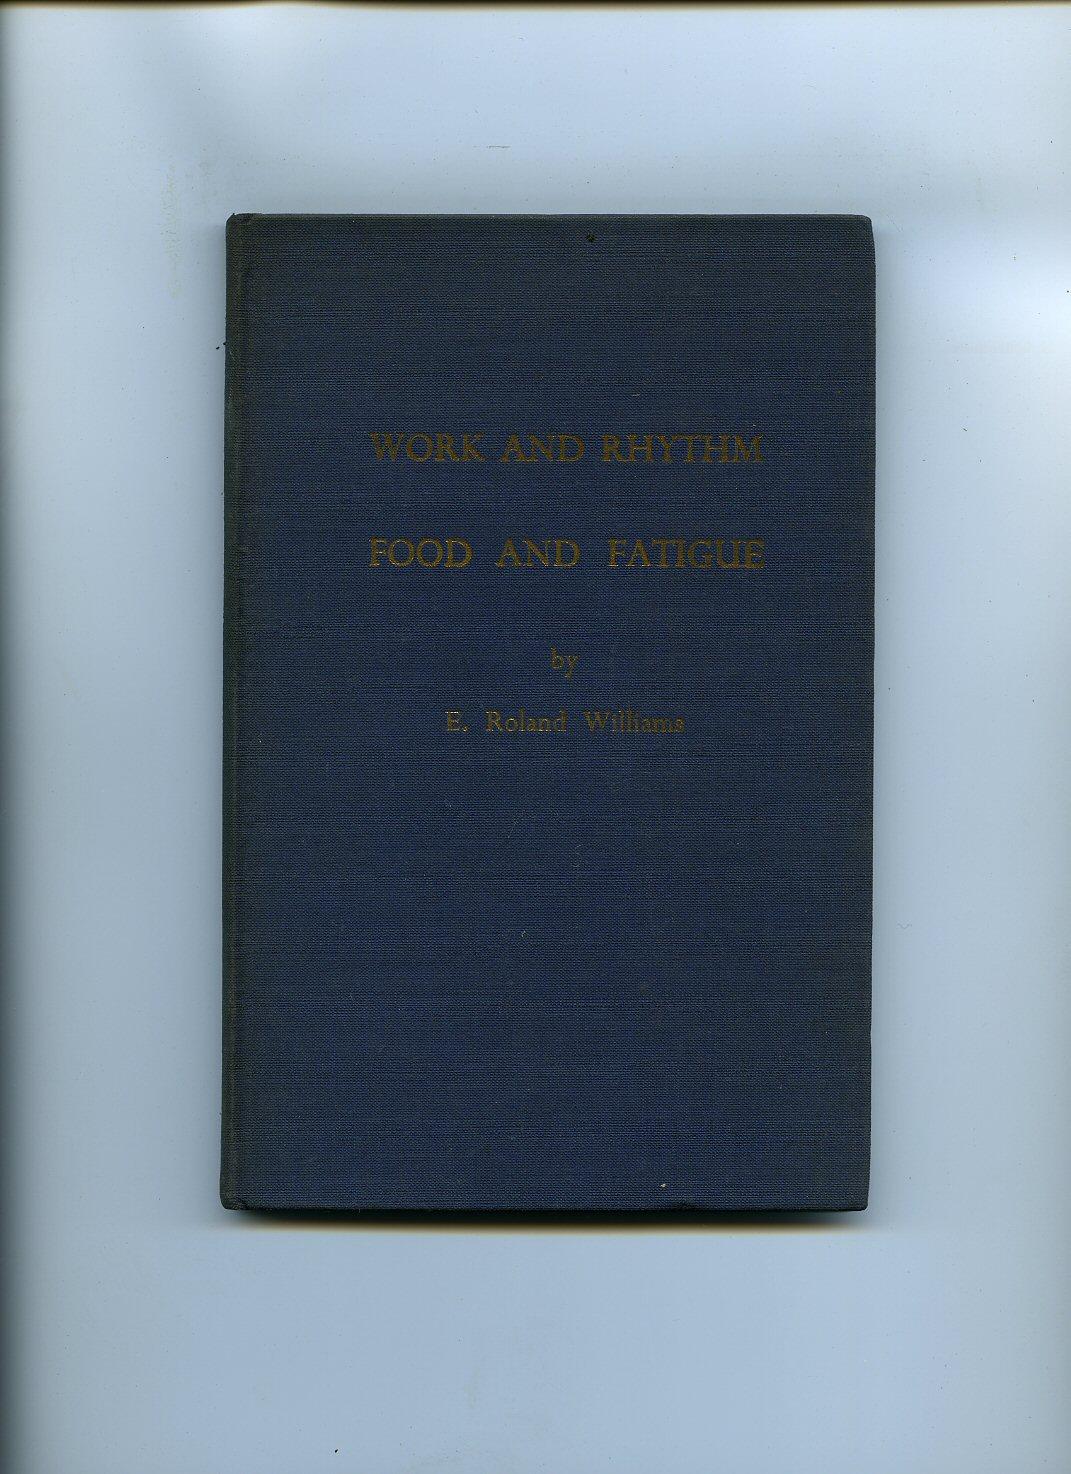 WORK AND RHYTHM
FOOD AND FATIGUE
by
E. Roland Williams